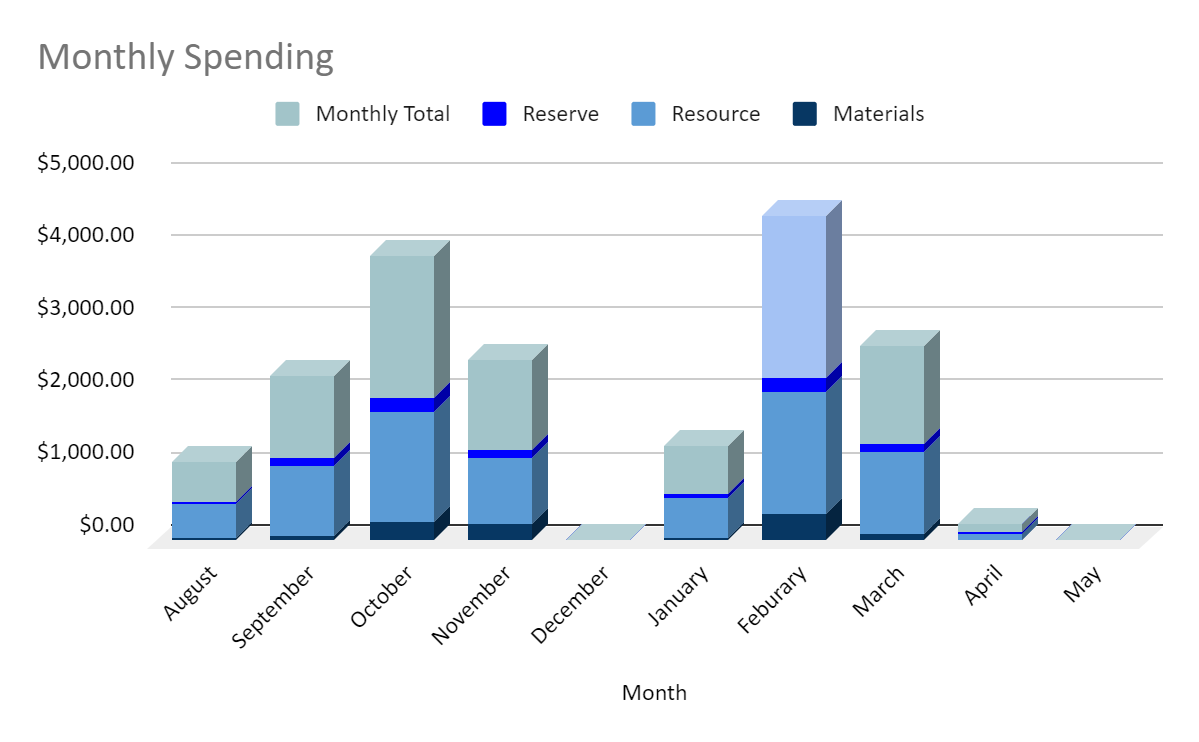 Monthly Spending
Monthly Total Reserve Resource Materials
$5,000.00
$4,000.00
$3,000.00
$2,000.00
$1,000.00
$0.00
August
September
October
November
December
January
Feburary
March
April
May
Month